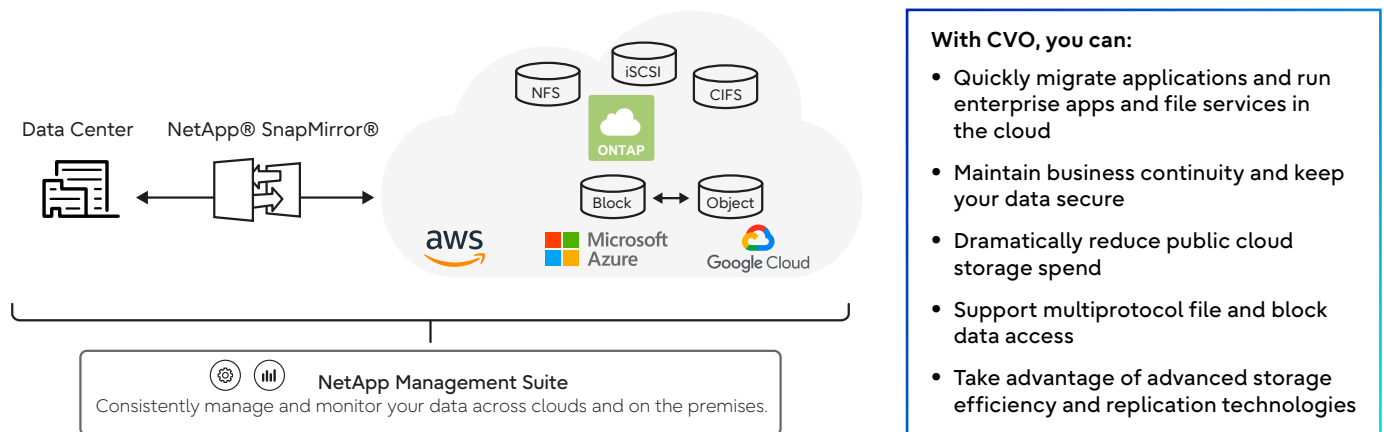 Data Center
NetApp® SnapMirror®
NFS
iSCSI
CIFS
ONTAP
Block
Object
aws
Microsoft
Azure
Google Cloud
NetApp Management Suite
Consistently manage and monitor your data across clouds and on the premises.
With CVO, you can:
• Quickly migrate applications and run
enterprise apps and file services in
the cloud
• Maintain business continuity and keep
your data secure
• Dramatically reduce public cloud
storage spend
• Support multiprotocol file and block
data access
• Take advantage of advanced storage
efficiency and replication technologies